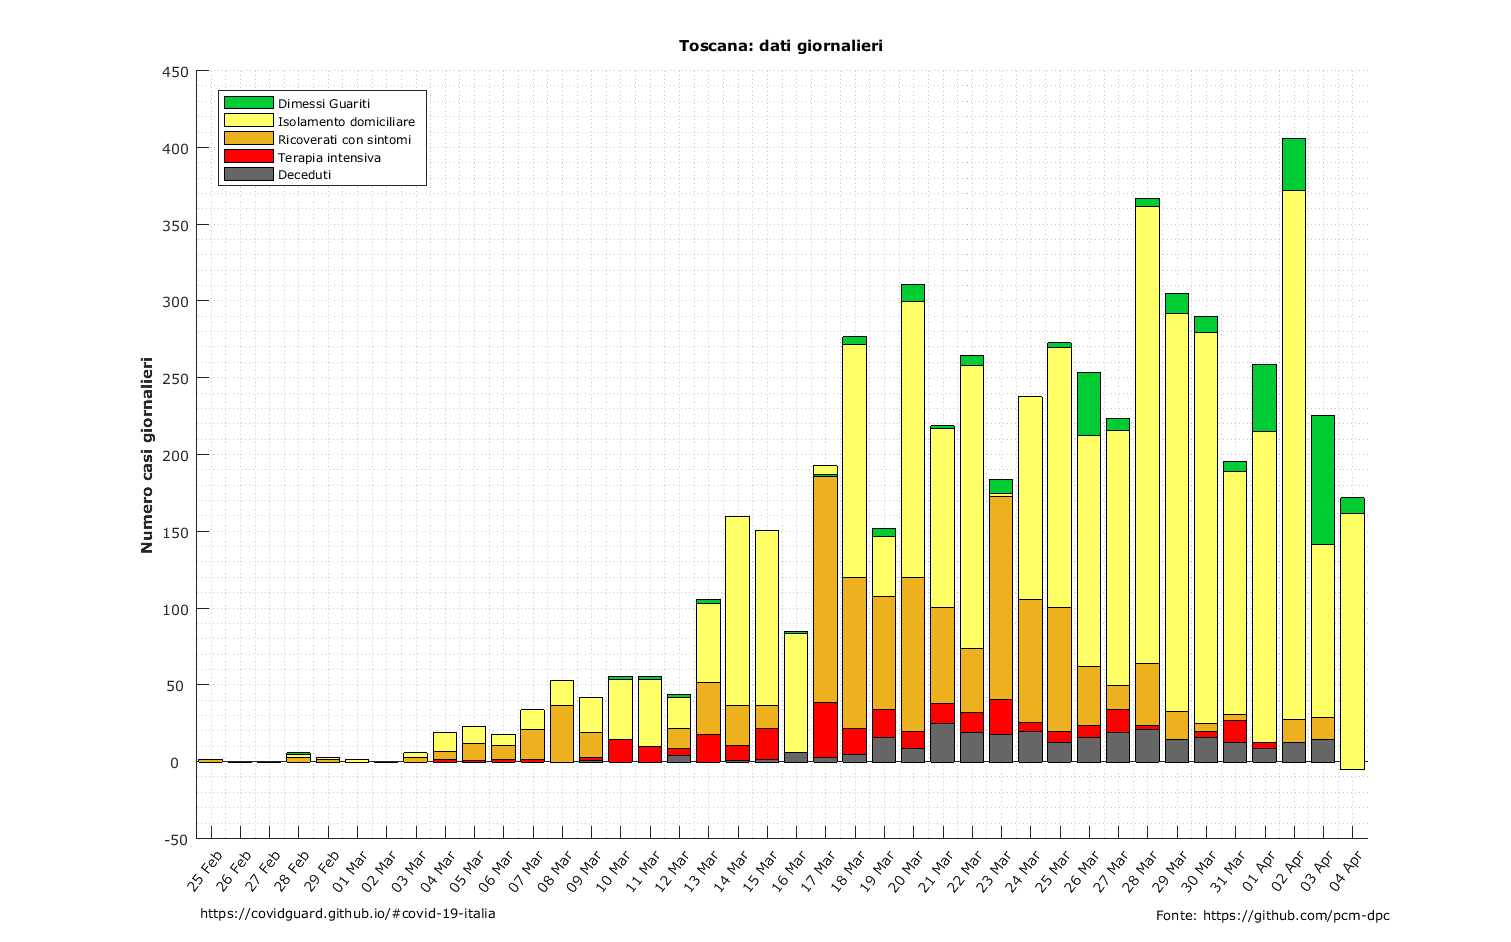 Toscana: dati giornalieri
450
400
350
300
250
200
150
100
50
0
-50
Numero casi giornalieri
Dimessi Guariti
Isolamento domiciliare
Ricoverati con sintomi
Terapia intensiva
Deceduti
25 Feb
26 Feb
27 Feb
28 Feb
29 Feb
01 Mar
02 Mar
03 Mar
04 Mar
05 Mar
06 Mar
07 Mar
08 Mar
09 Mar
10 Mar
11 Mar
12 Mar
13 Mar
14 Mar
15 Mar
16 Mar
17 Mar
18 Mar
19 Mar
20 Mar
21 Mar
22 Mar
23 Mar
24 Mar
25 Mar
26 Mar
27 Mar
28 Mar
29 Mar
30 Mar
31 Mar
01 Apr
02 Apr
03 Apr
04 Apr
https://covidguard.github.io/#covid-19-italia
Fonte: https://github.com/pcm-dpc